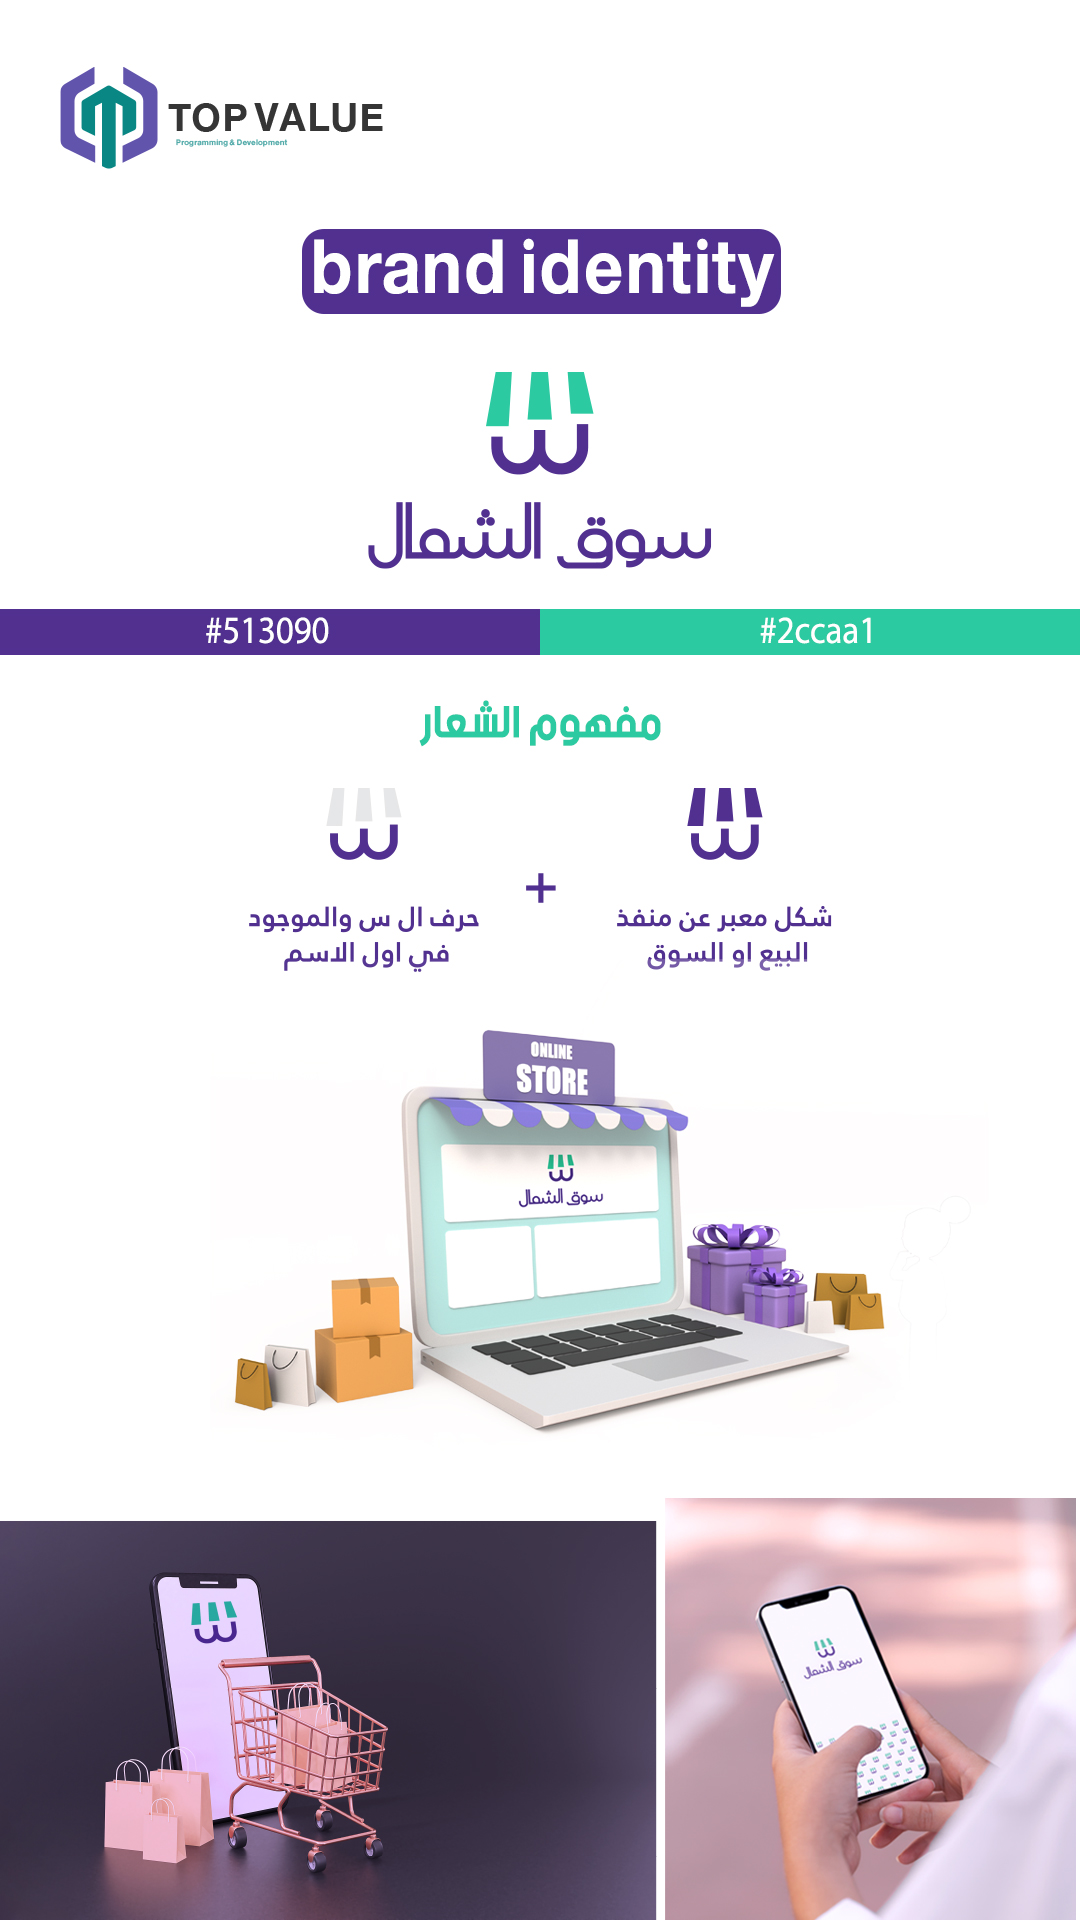 TOP VALUE
Programming & Development
brand identity
سوق الشمال
#513090
#2ccaa1
مفهوم الشعار
شكل معبر عن منفذ
البيع او السوق
+
حرف ال س والموجود
في اول الاسم
ONLINE
STORE
سوق الشمال
سوق الشمال